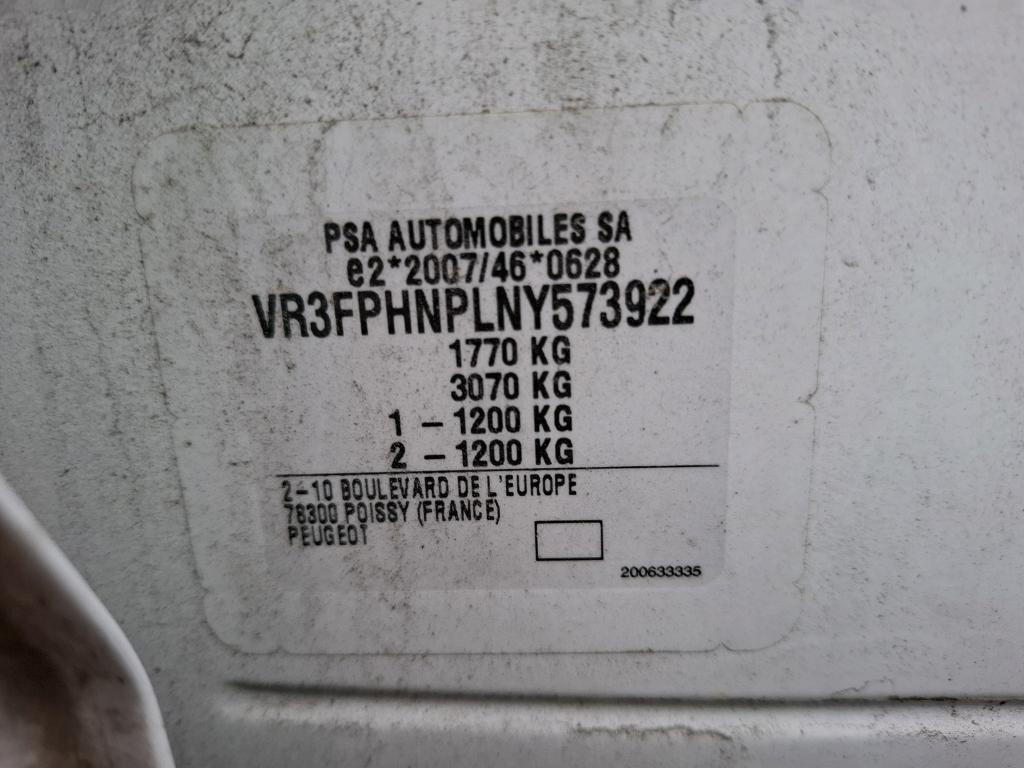 PSA AUTOMOBILES SA
e2*2007/46*0628
VR3FPHNPLNY573922
1770 KG
3070 KG
1 - 1200 KG
2 - 1200 KG
2-10 BOULEVARD DE L'EUROPE
78300 POISSY (FRANCE)
PEUGEOT
200633335